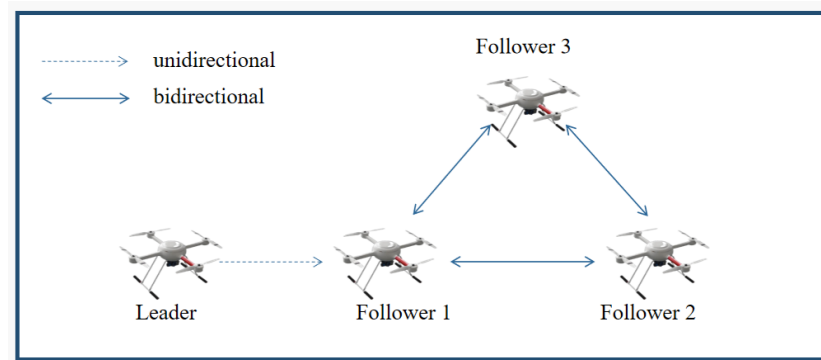 Follower 3
unidirectional
bidirectional
Leader
Follower 1
Follower 2